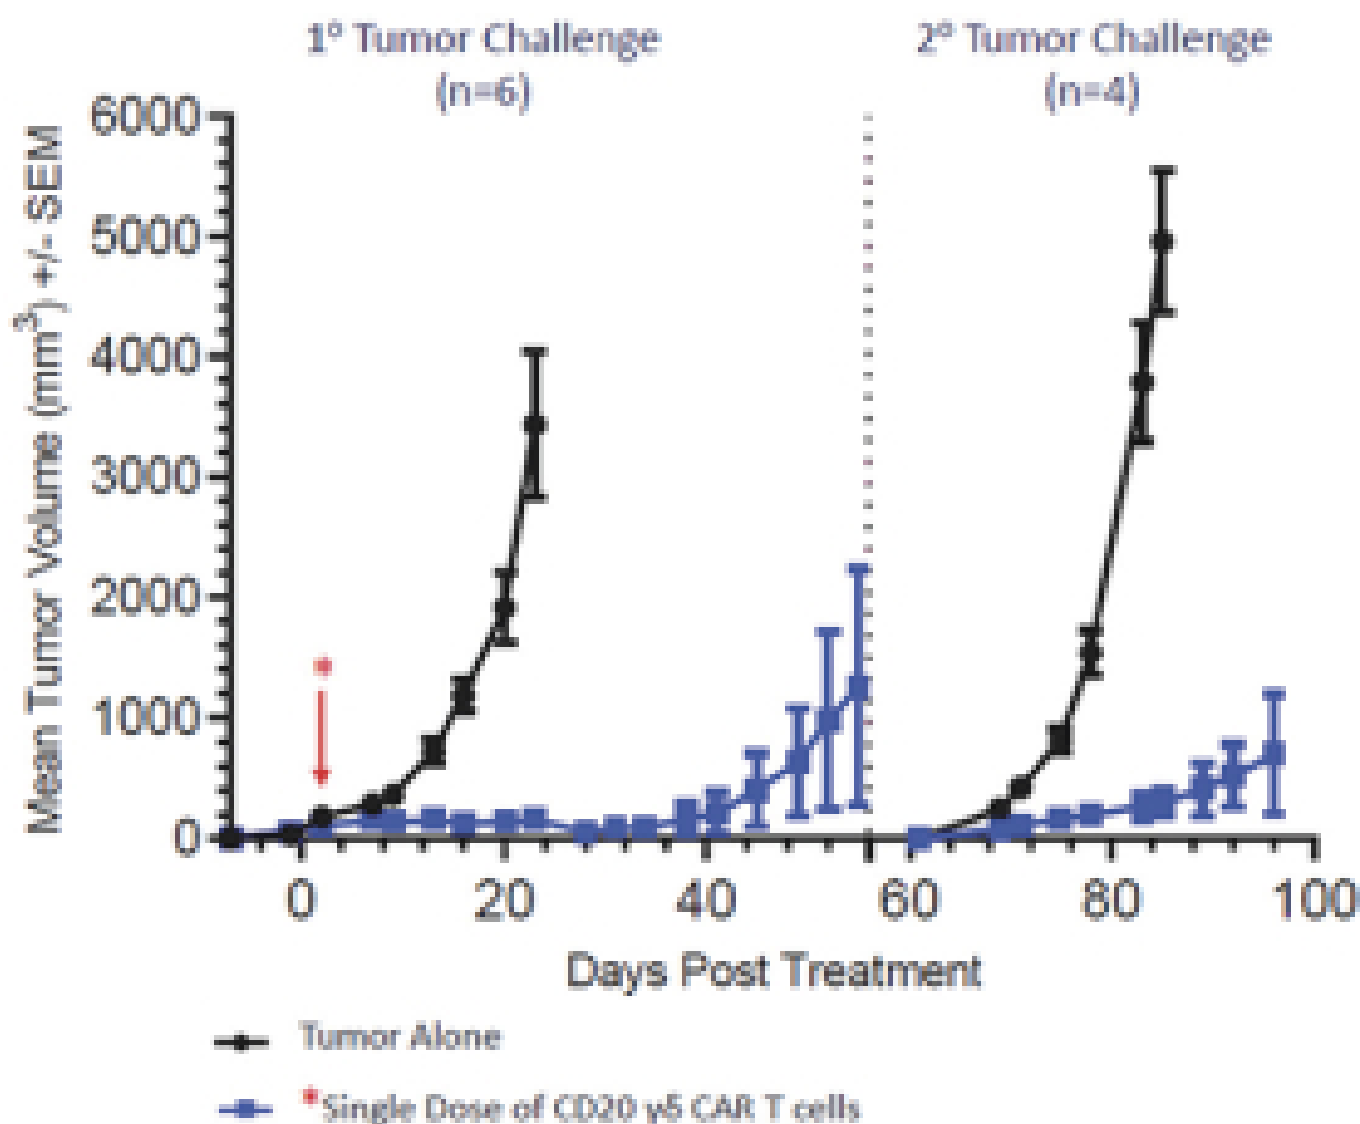 1° Tumor Challenge
(n=6)
2° Tumor Challenge
(n=4)
Mean Tumor Volume (mm³) +/- SEM
6000
5000
4000
3000
2000
1000
0
*
0 20 40 60 80 100
Days Post Treatment
Tumor Alone
*Single Dose of CD20 γδ CAR T cells